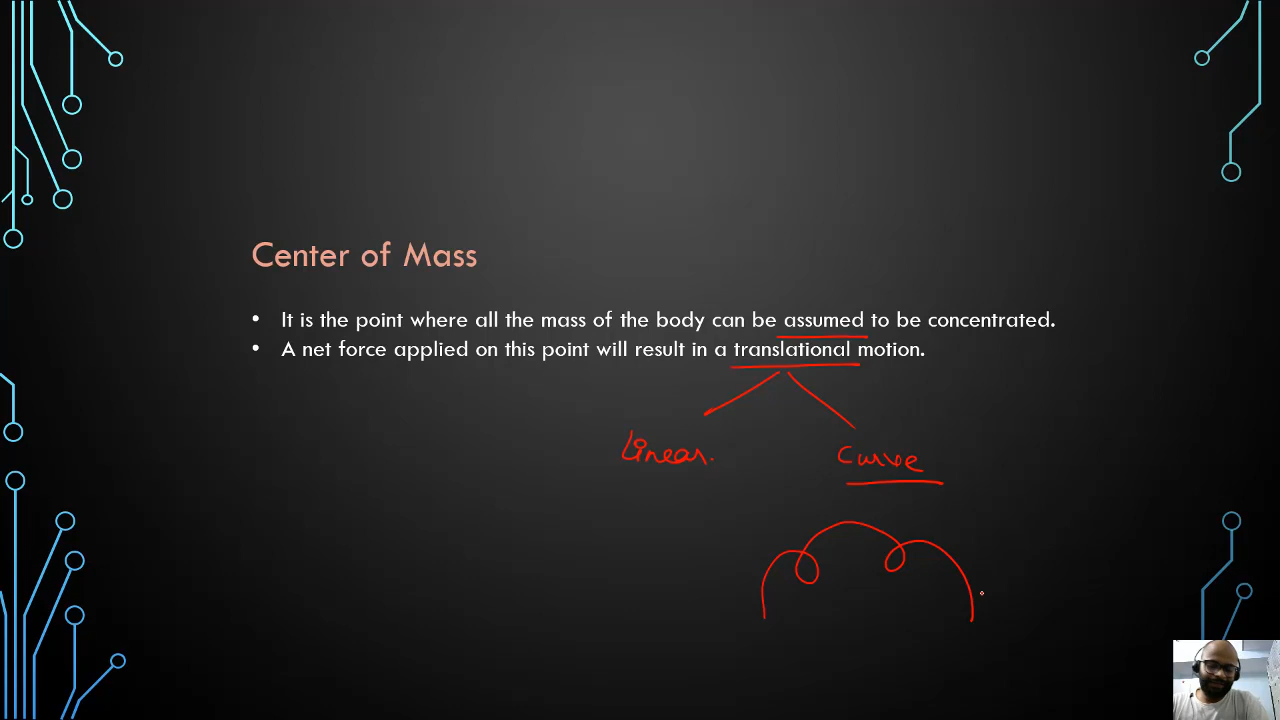 Center of Mass
• It is the point where all the mass of the body can be assumed to be concentrated.
• A net force applied on this point will result in a translational motion.
Linear. Curve